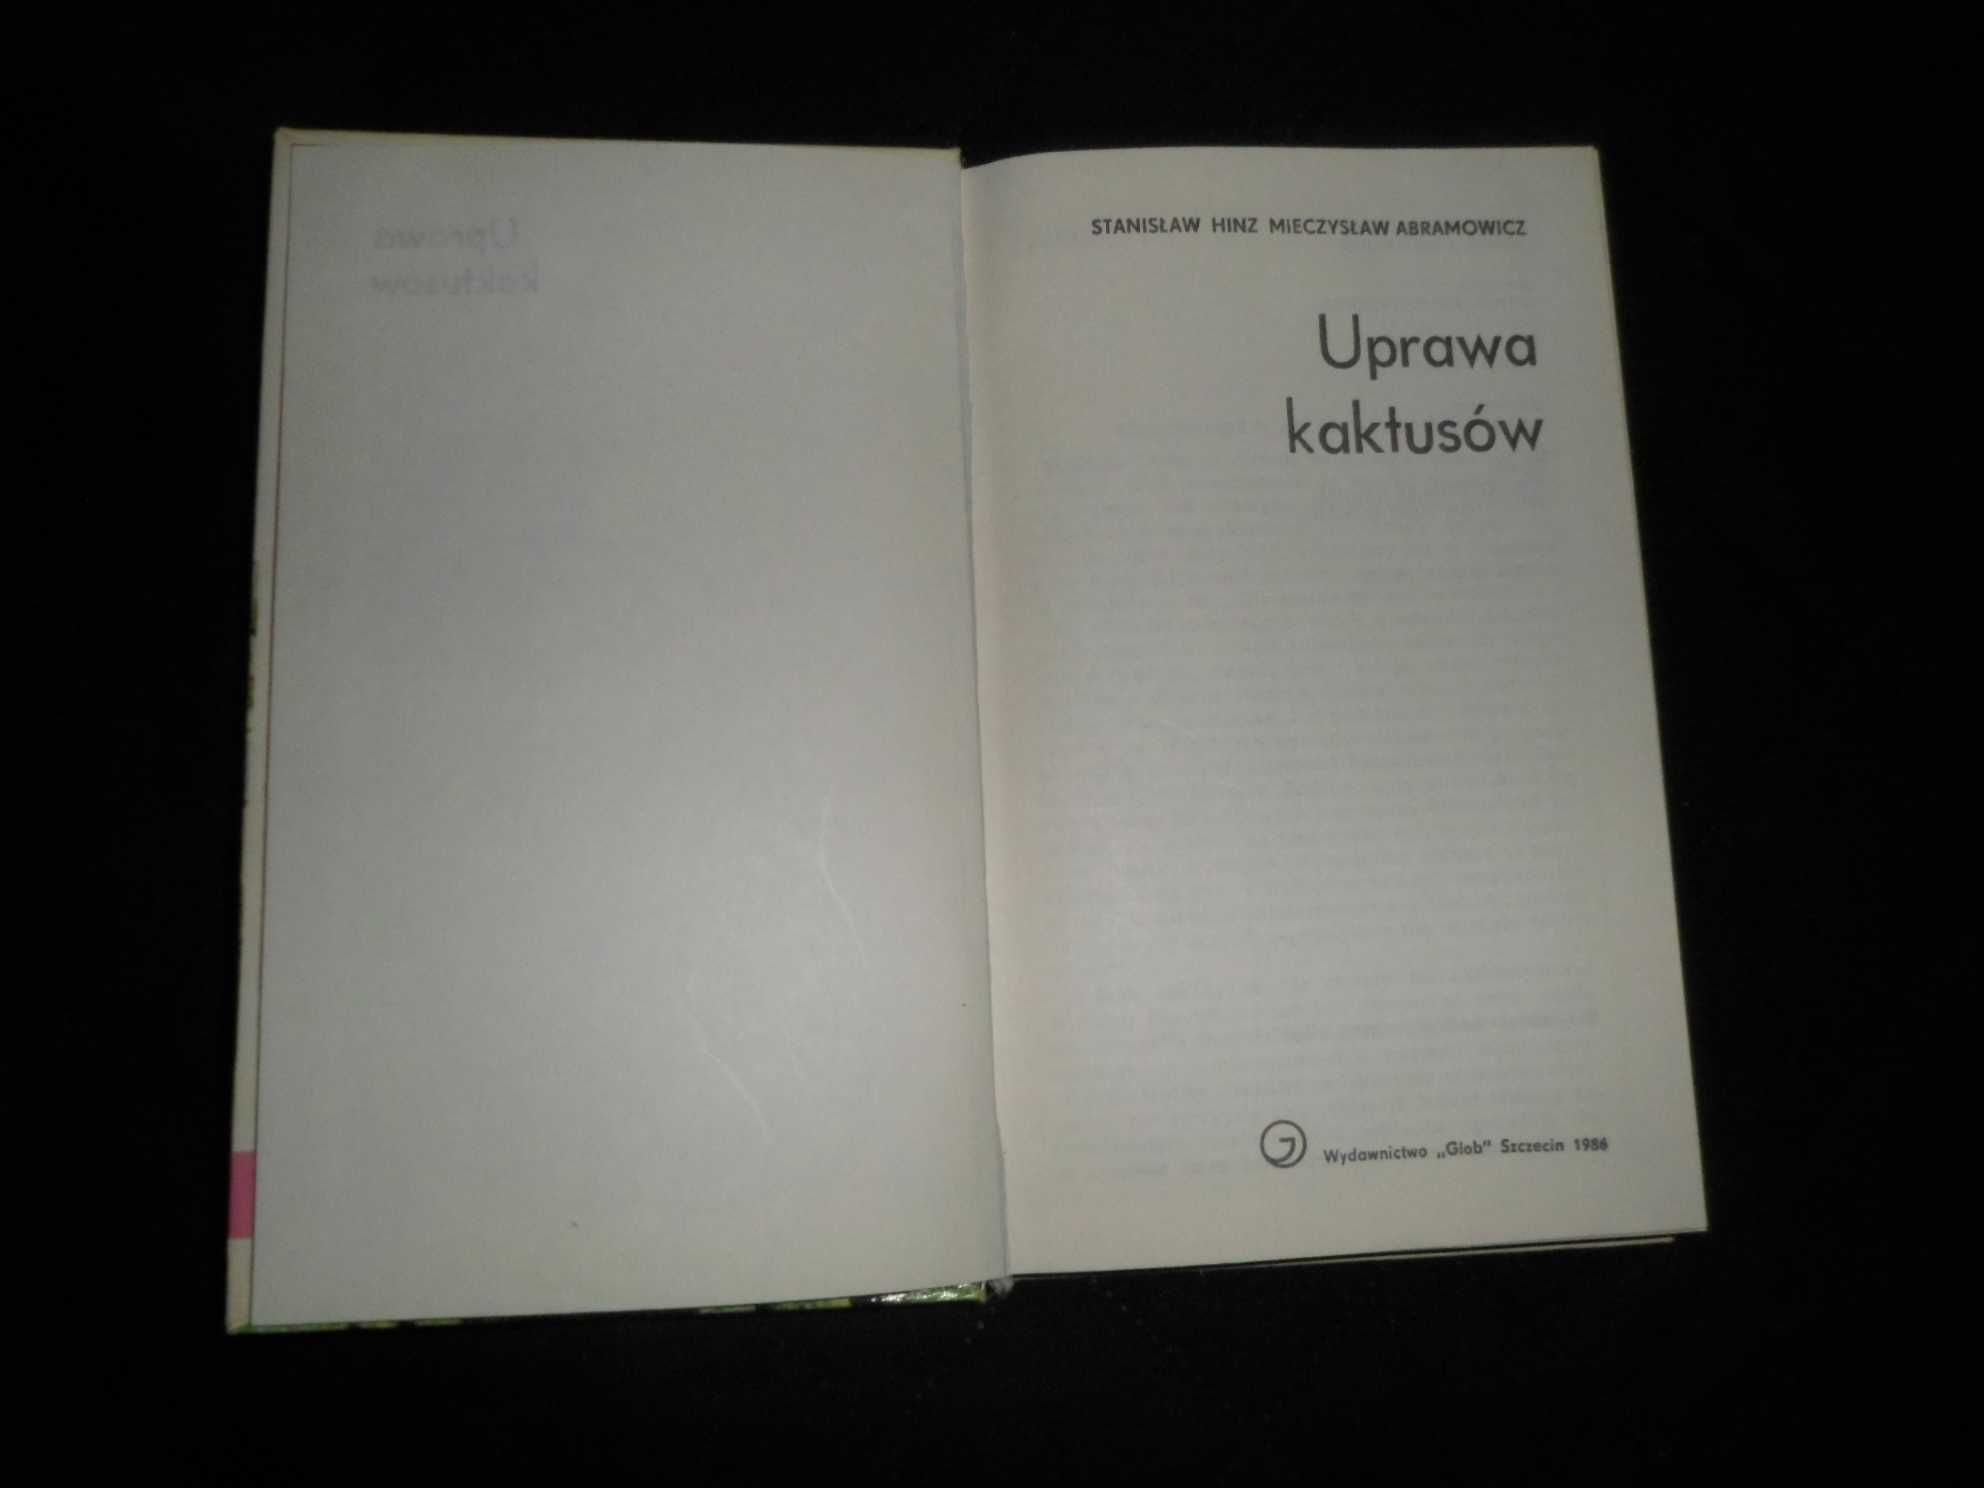 STANISŁAW HINZ MIECZYSŁAW ABRAMOWICZ
Uprawa
kaktusów
Wydawnictwo „Glob" Szczecin 1986